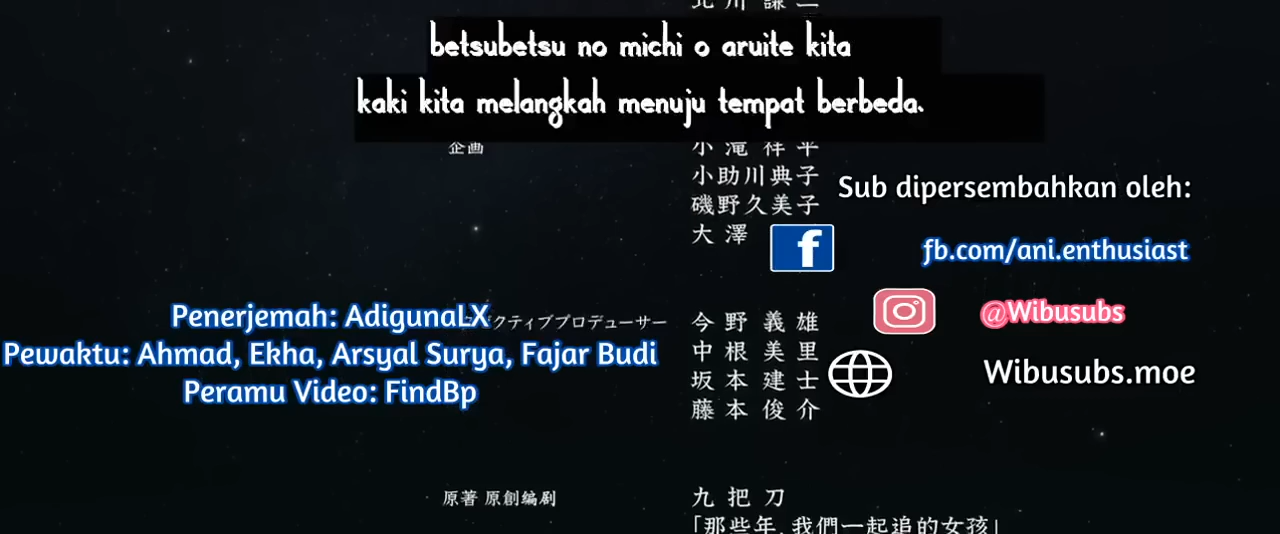 北川謙二
betsubetsu no michi o aruite kita
kaki kita melangkah menuju tempat berbeda.
企画
小滝祥平
小助川典子
磯野久美子
大澤
Sub dipersembahkan oleh:
fb.com/ani.enthusiast
@Wibusubs
Wibusubs.moe
Penerjemah: AdigunaLX
Pewaktu: Ahmad, Ekha, Arsyal Surya, Fajar Budi
Peramu Video: FindBp
クティブプロデューサー
今野義雄
中根美里
坂本建士
藤本俊介
原著 原創編劇
九把刀
「那些年,我們一起追的女孩」